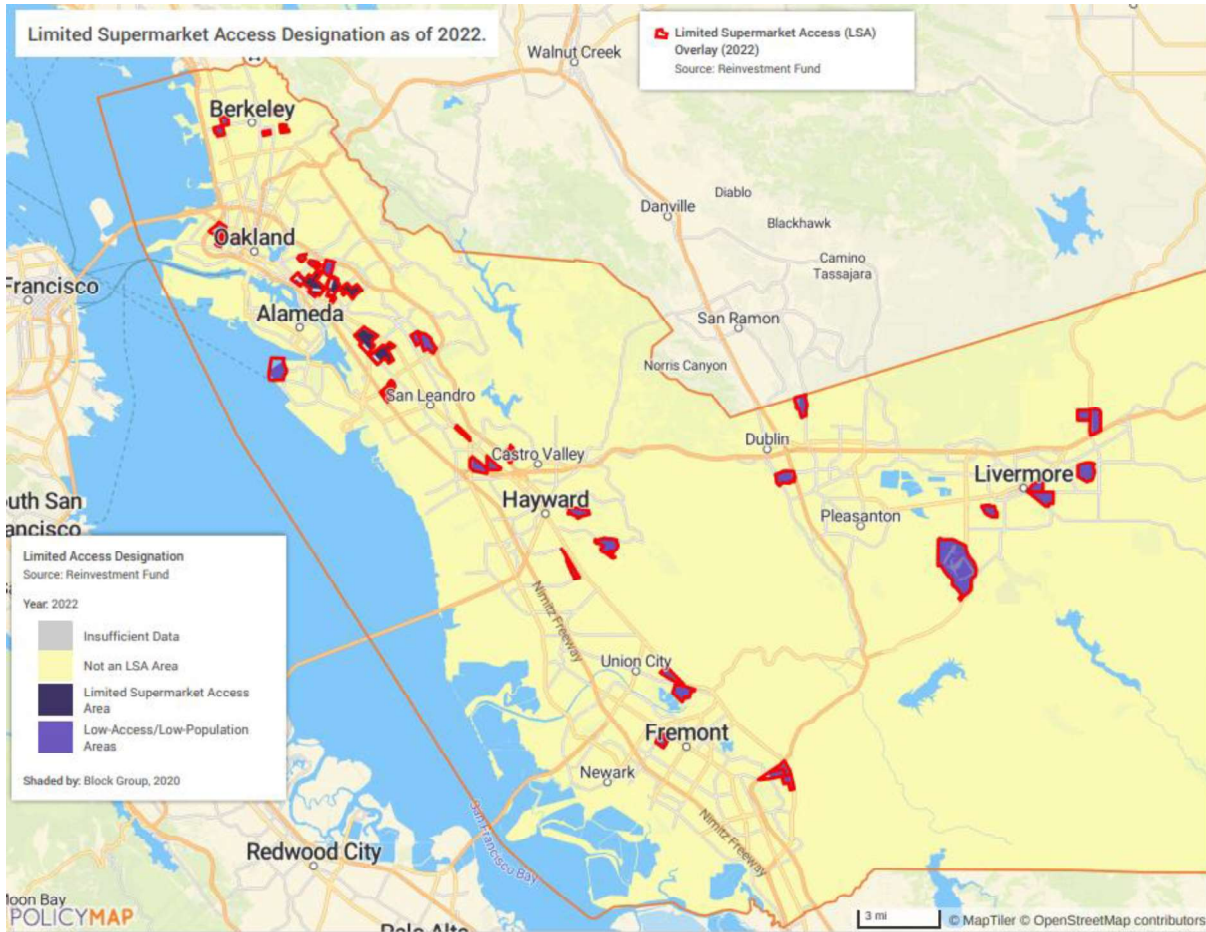 Limited Supermarket Access Designation as of 2022.
Limited Supermarket Access (LSA)
Overlay (2022)
Source: Reinvestment Fund
Walnut Creek
Berkeley
Diablo
Danville
Blackhawk
Oakland
Camino
Tassajara
Francisco
Alameda
San Ramon
Norris Canyon
San Leandro
Dublin
Castro Valley
Livermore
Hayward
outh San
ancisco
Pleasanton
Limited Access Designation
Source: Reinvestment Fund
Year: 2022
Insufficient Data
Not an LSA Area
Limited Supermarket Access
Area
Low-Access/Low-Population
Areas
Shaded by: Block Group, 2020
Nimitz Freeway
Union City
Fremont
Newark
Nimitz Freeway
San Francisco Bay
Redwood City
Moon Bay
POLICYMAP
Palo Alto
3 mi
© MapTiler © OpenStreetMap contributors